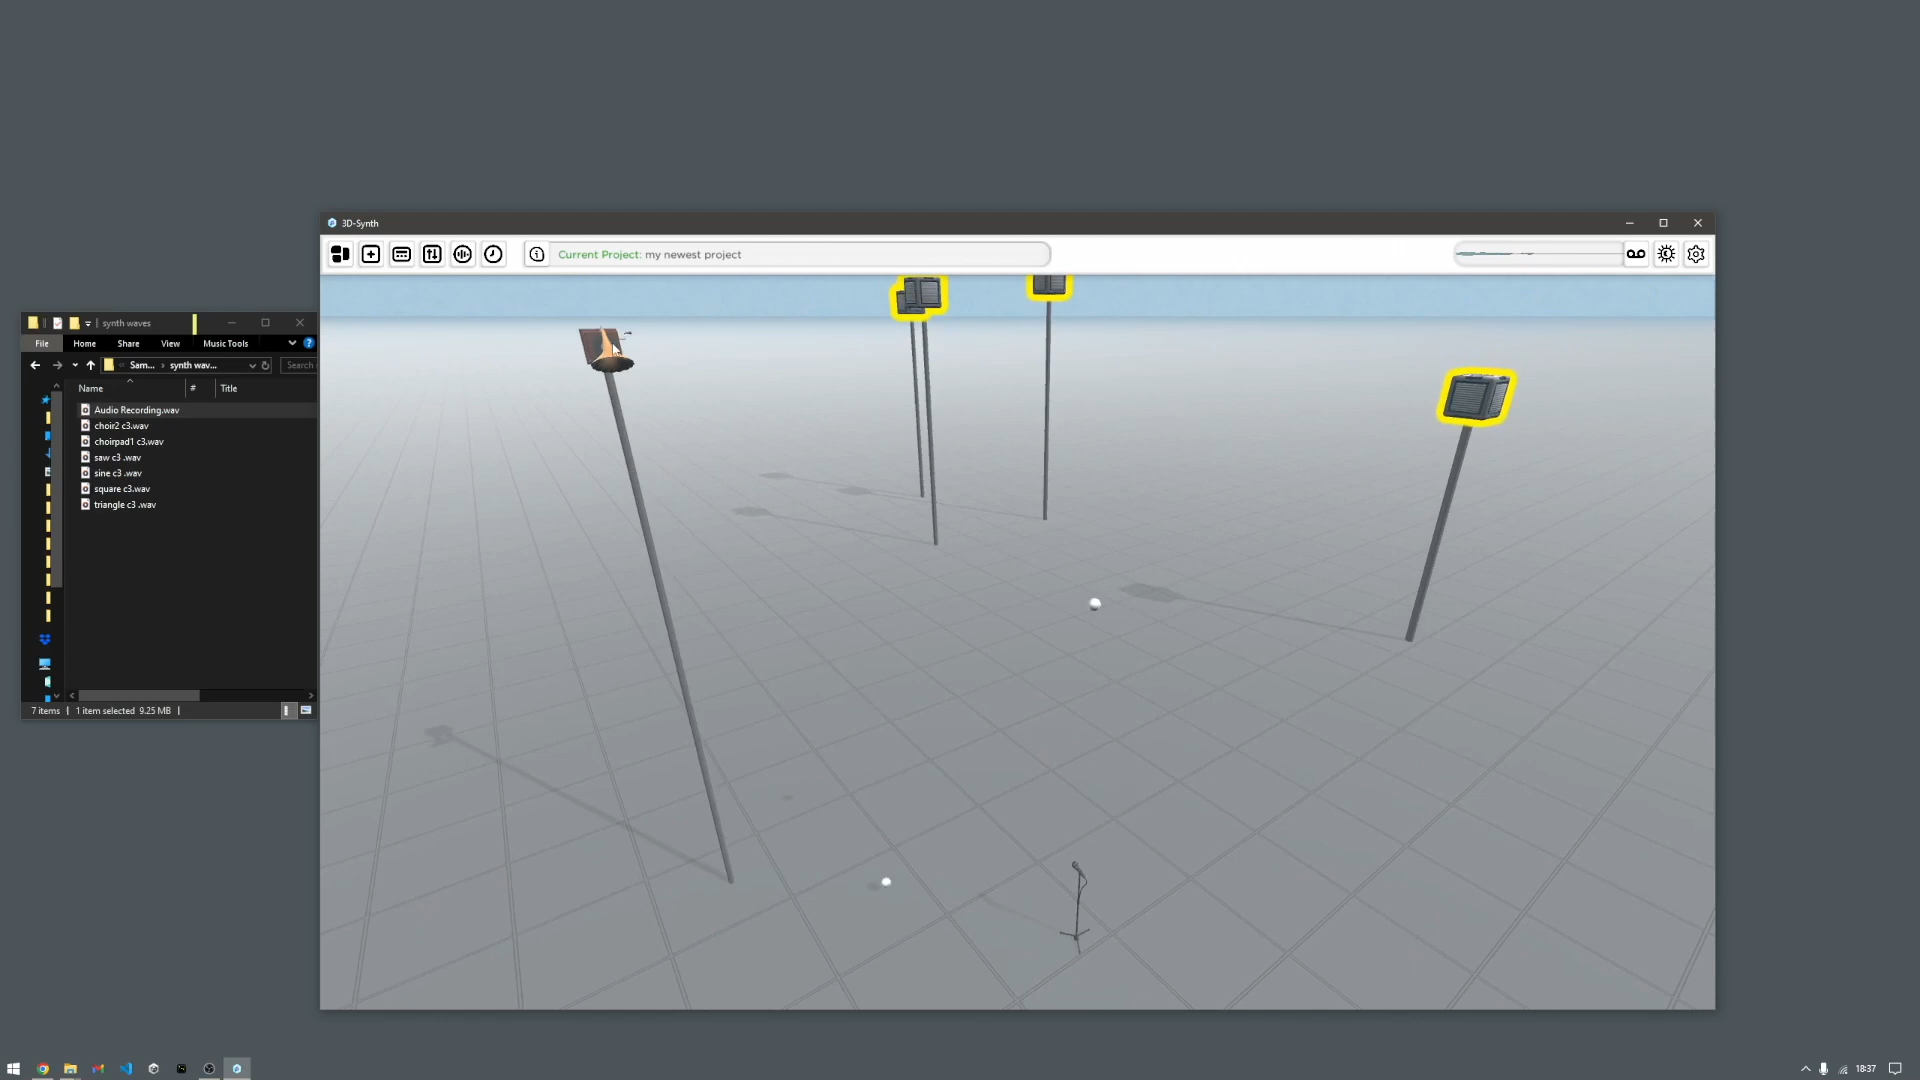 3D-Synth
Current Project: my newest project
synth waves
File
Home
Share
View
Music Tools
Sam...
synth wav...
Search
Name
#
Title
Audio Recording.wav
choir2 c3.wav
choirpad1 c3.wav
saw c3 .wav
sine c3 .wav
square c3.wav
triangle c3 .wav
7 items
1 item selected 9.25 MB
18:37